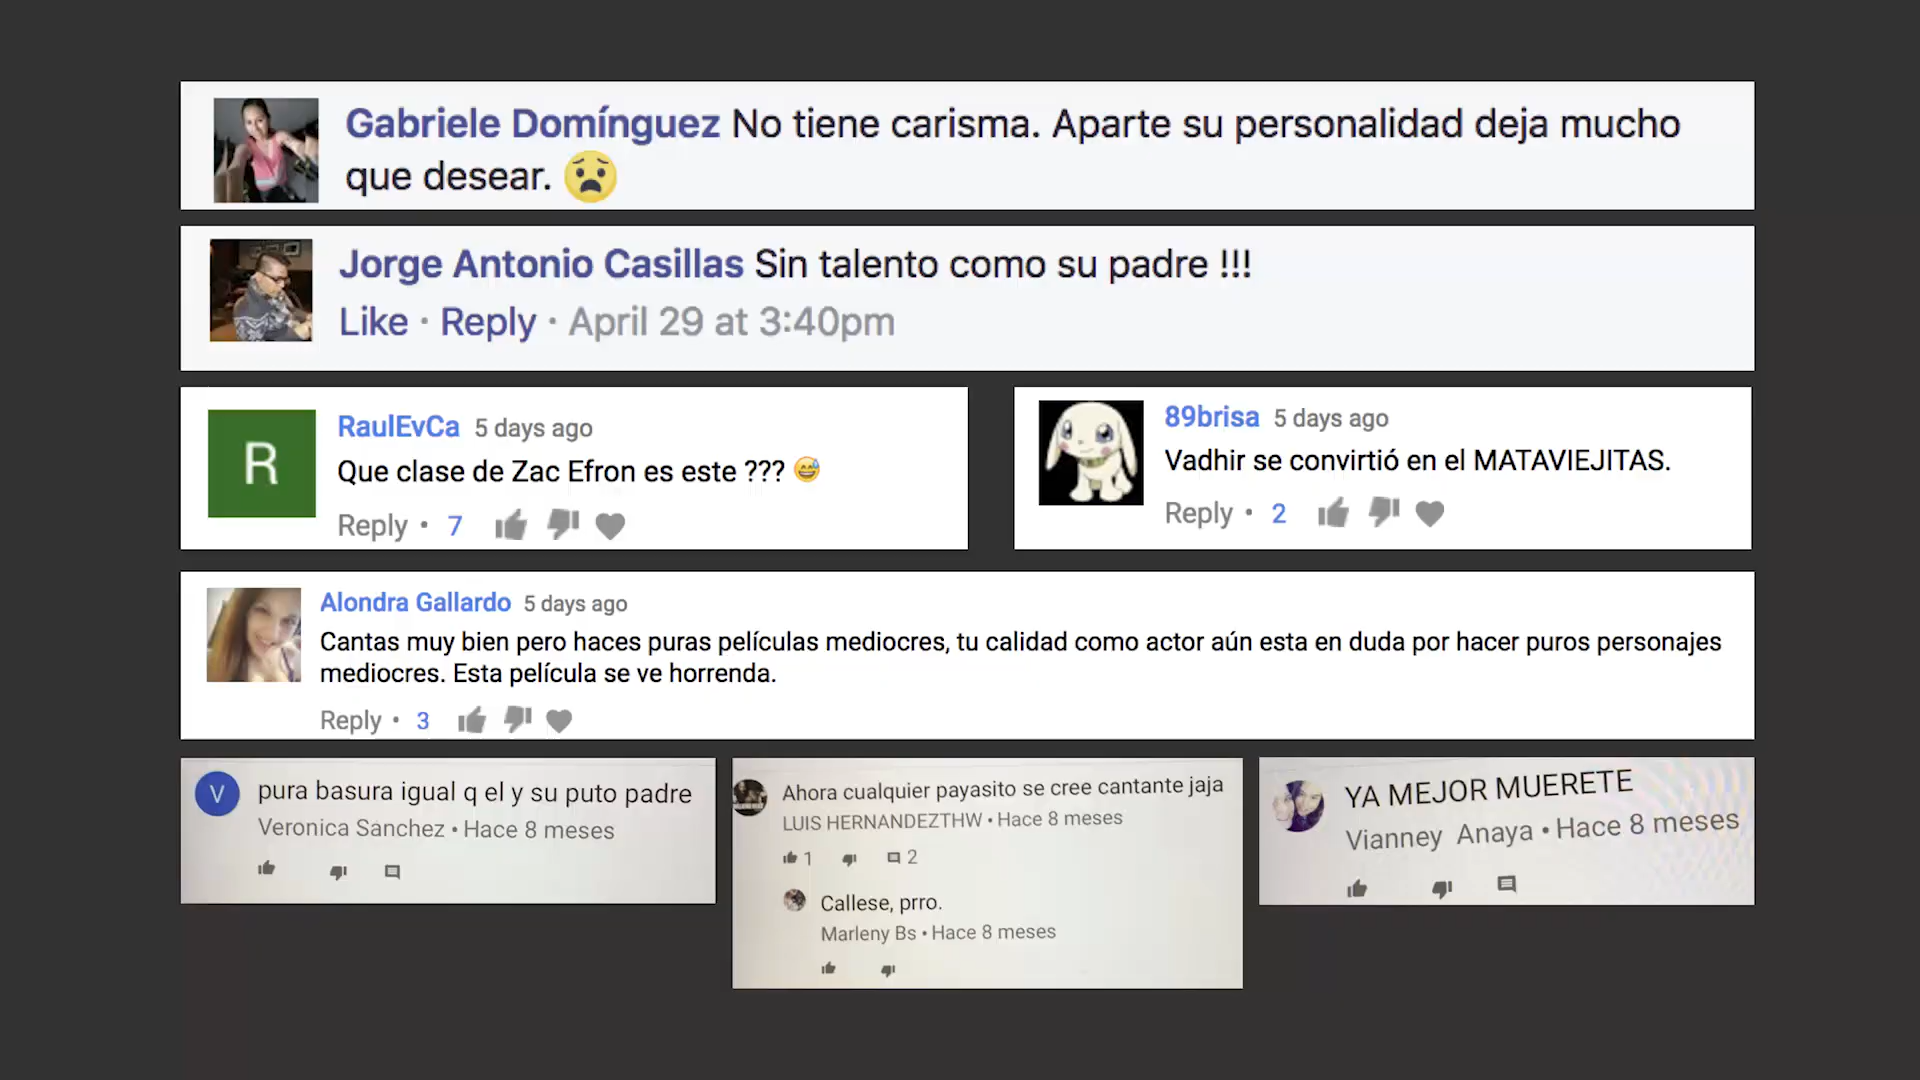 Gabriele Domínguez No tiene carisma. Aparte su personalidad deja mucho
que desear.
Jorge Antonio Casillas Sin talento como su padre !!!
Like · Reply · April 29 at 3:40pm
R
RaulEvCa 5 days ago
Que clase de Zac Efron es este ???
Reply • 7
89brisa 5 days ago
Vadhir se convirtió en el MATAVIEJITAS.
Reply • 2
Alondra Gallardo 5 days ago
Cantas muy bien pero haces puras películas mediocres, tu calidad como actor aún esta en duda por hacer puros personajes
mediocres. Esta película se ve horrenda.
Reply • 3
V
pura basura igual q el y su puto padre
Veronica Sanchez • Hace 8 meses
Ahora cualquier payasito se cree cantante jaja
LUIS HERNANDEZTHW • Hace 8 meses
1 2
Callese, prro.
Marleny Bs • Hace 8 meses
YA MEJOR MUERETE
Vianney Anaya • Hace 8 meses